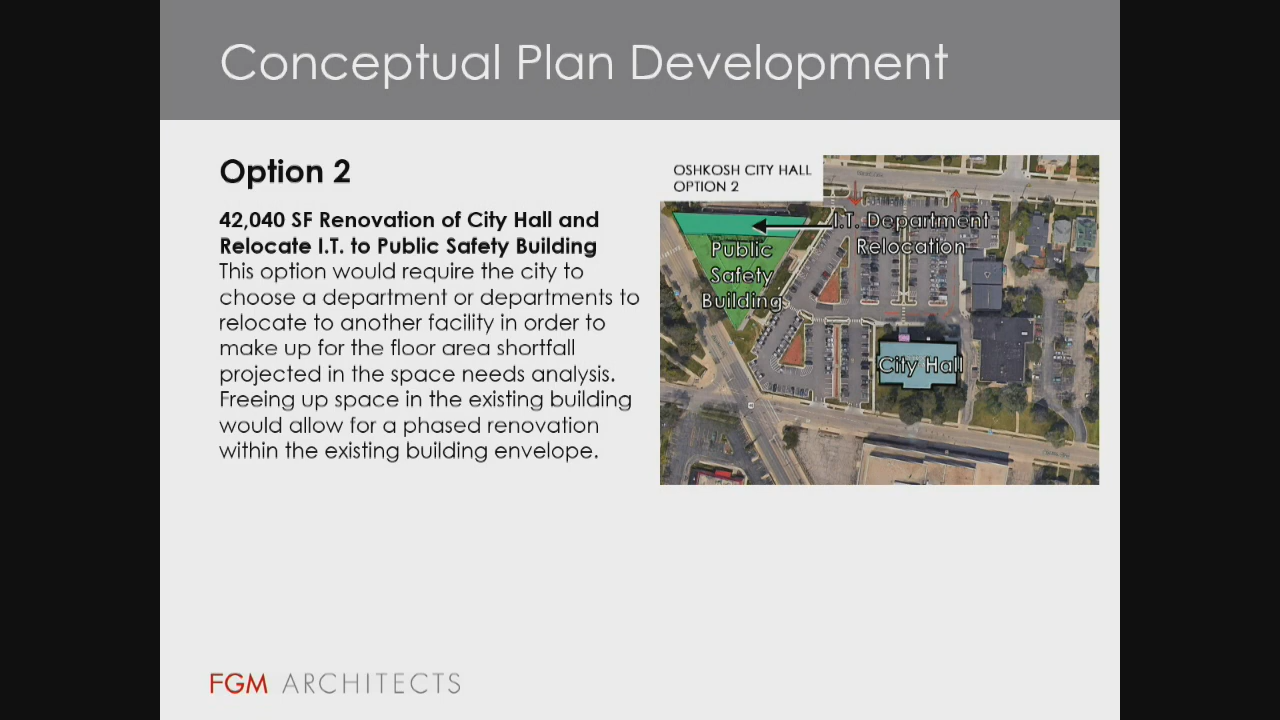 Conceptual Plan Development
Option 2
42,040 SF Renovation of City Hall and
Relocate I.T. to Public Safety Building
This option would require the city to
choose a department or departments to
relocate to another facility in order to
make up for the floor area shortfall
projected in the space needs analysis.
Freeing up space in the existing building
would allow for a phased renovation
within the existing building envelope.
OSHKOSH CITY HALL
OPTION 2
I.T. Department
Relocation
Public
Safety
Building
City Hall
FGM ARCHITECTS